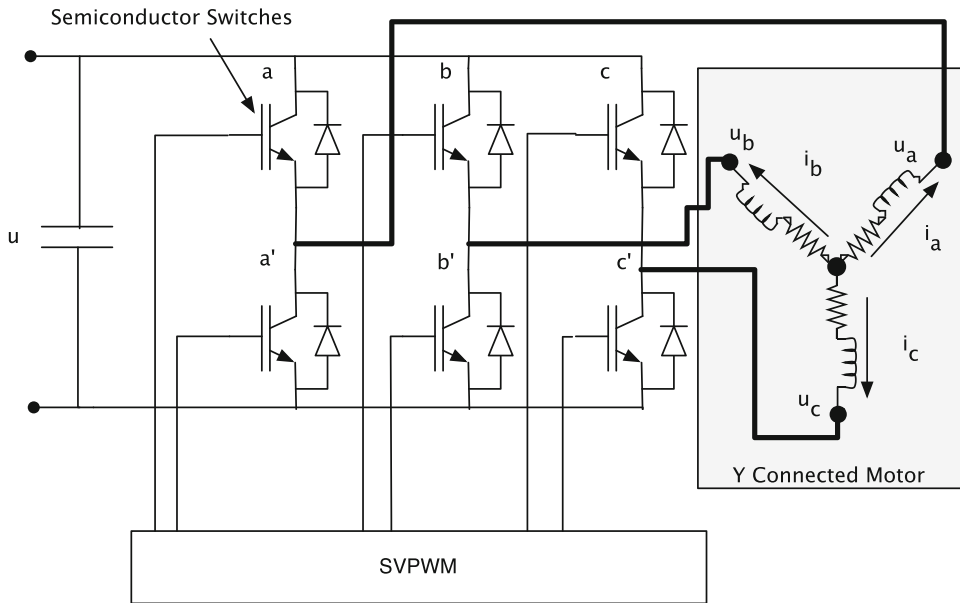 Semiconductor Switches
a
b
c
u_b
i_b
u_a
i_a
u
a'
b'
c'
i_c
u_c
Y Connected Motor
SVPWM